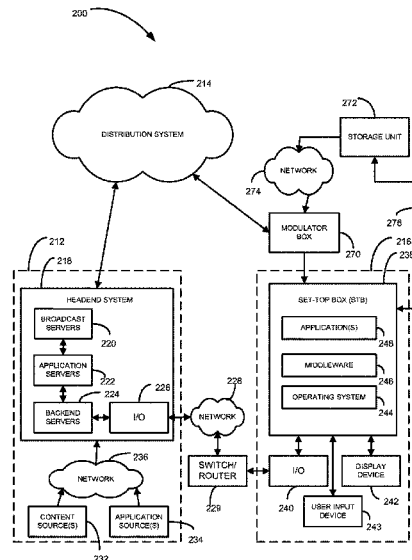 200
214
DISTRIBUTION SYSTEM
272
STORAGE UNIT
NETWORK
274
276
MODULATOR
BOX
270
212
218
HEADEND SYSTEM
BROADCAST
SERVERS
220
APPLICATION
SERVERS
222
BACKEND
SERVERS
224
I/O
226
NETWORK
228
SWITCH/
ROUTER
229
236
NETWORK
CONTENT
SOURCE(S)
232
APPLICATION
SOURCE(S)
234
216
238
SET-TOP BOX (STB)
APPLICATION(S)
248
MIDDLEWARE
246
OPERATING SYSTEM
244
I/O
240
DISPLAY
DEVICE
242
USER INPUT
DEVICE
243